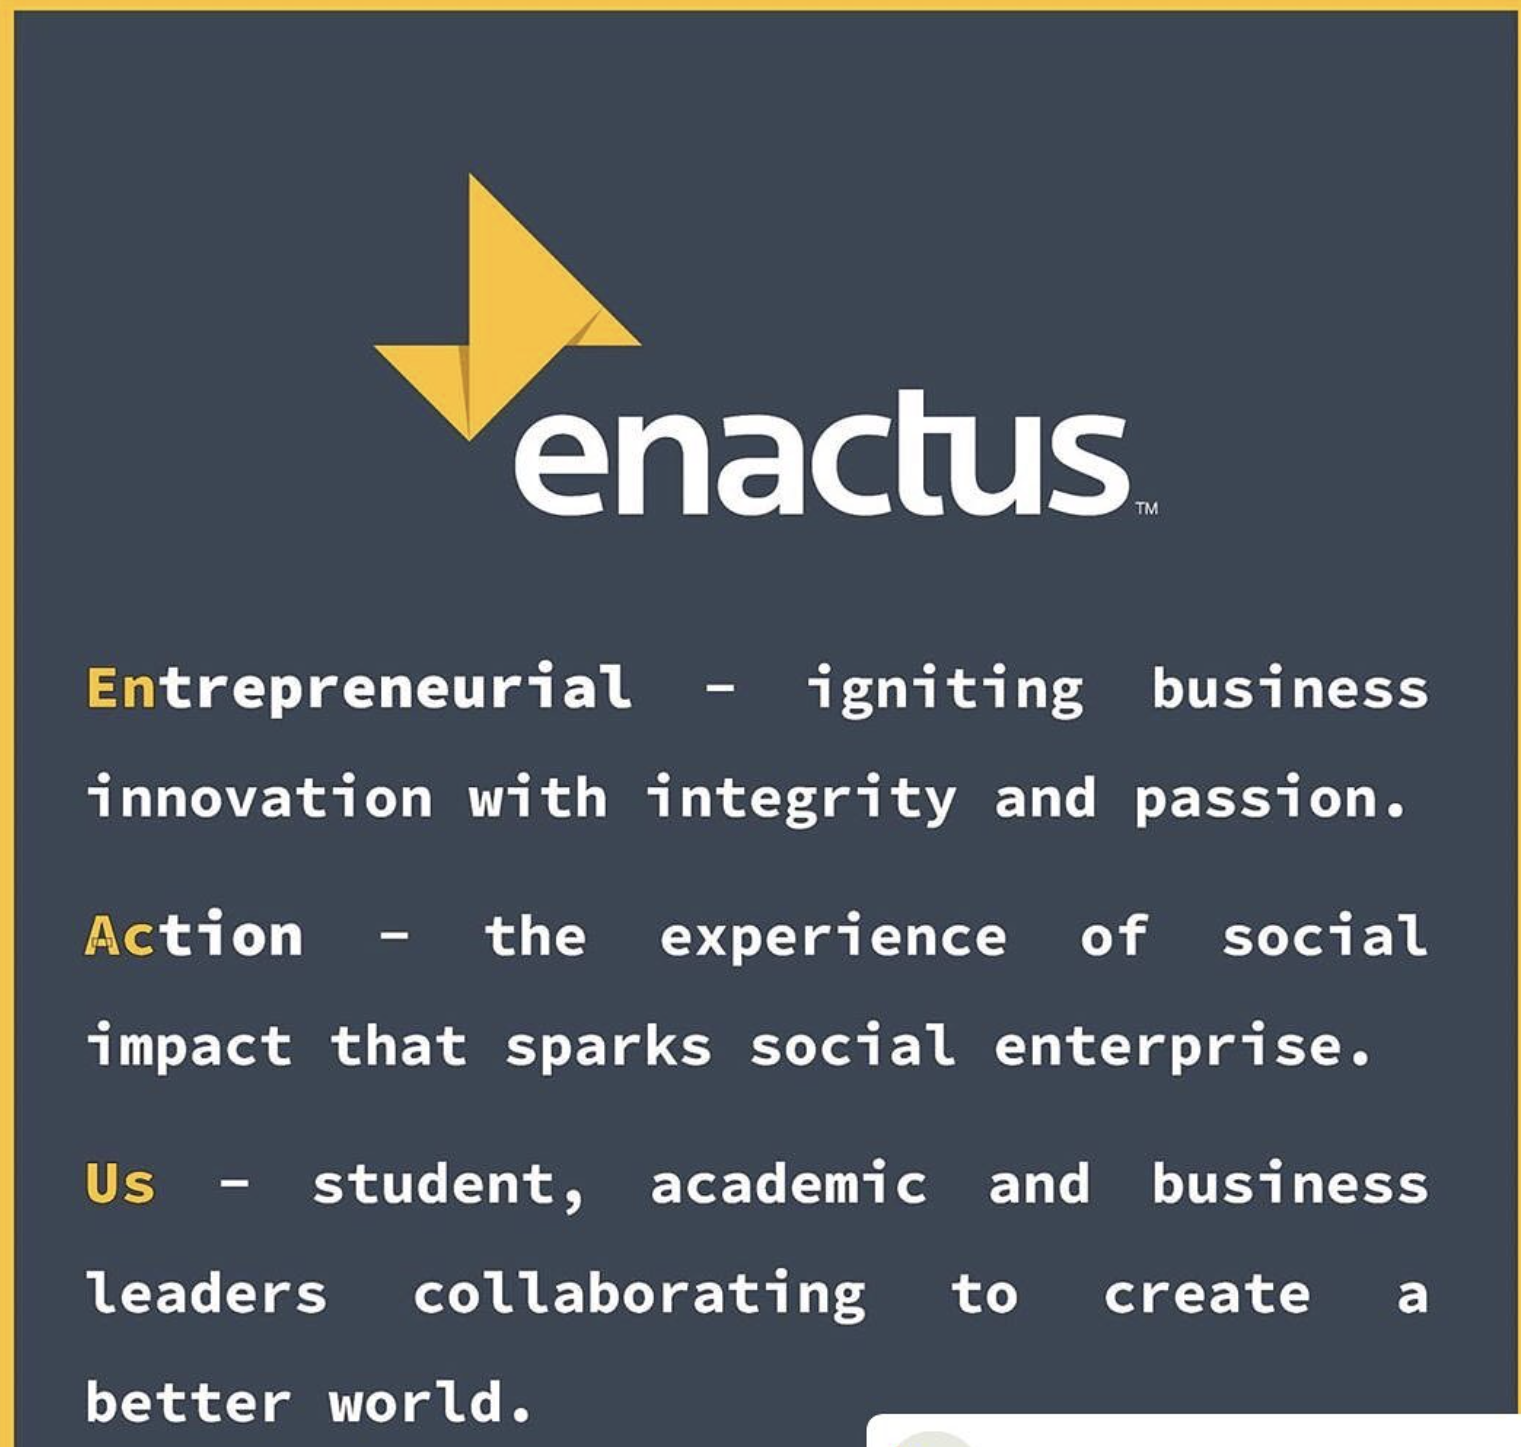 enactus™
Entrepreneurial – igniting business
innovation with integrity and passion.
Action – the experience of social
impact that sparks social enterprise.
Us – student, academic and business
leaders collaborating to create a
better world.